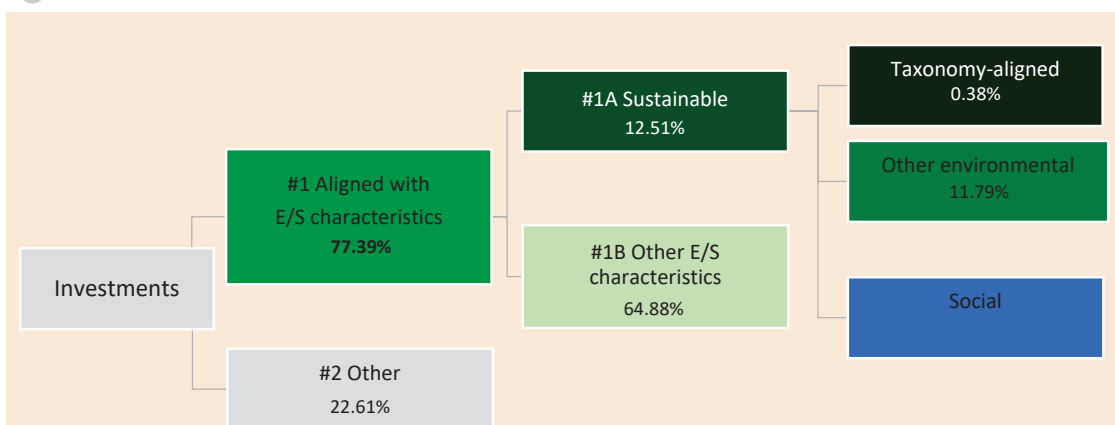 Investments
#1 Aligned with
E/S characteristics
77.39%
#2 Other
22.61%
#1A Sustainable
12.51%
#1B Other E/S
characteristics
64.88%
Taxonomy-aligned
0.38%
Other environmental
11.79%
Social